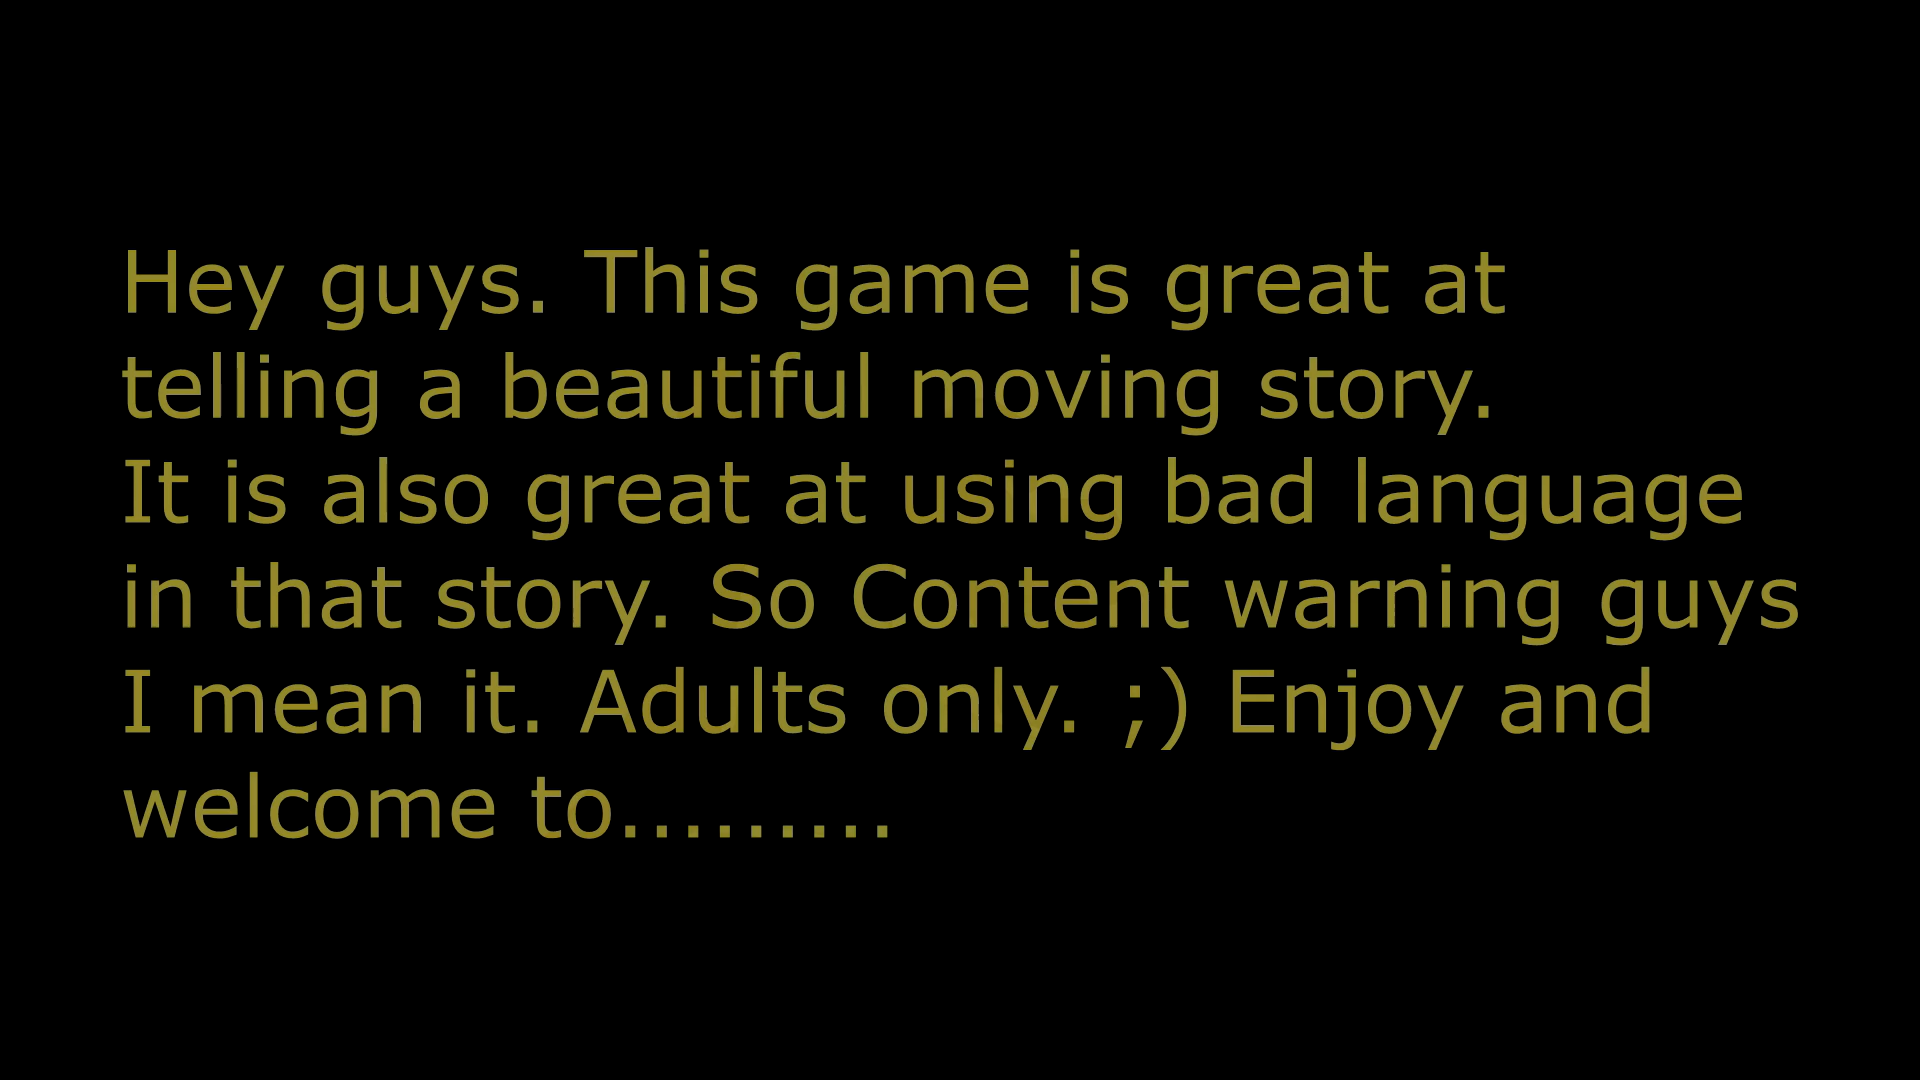 Hey guys. This game is great at
telling a beautiful moving story.
It is also great at using bad language
in that story. So Content warning guys
I mean it. Adults only. ;) Enjoy and
welcome to.........